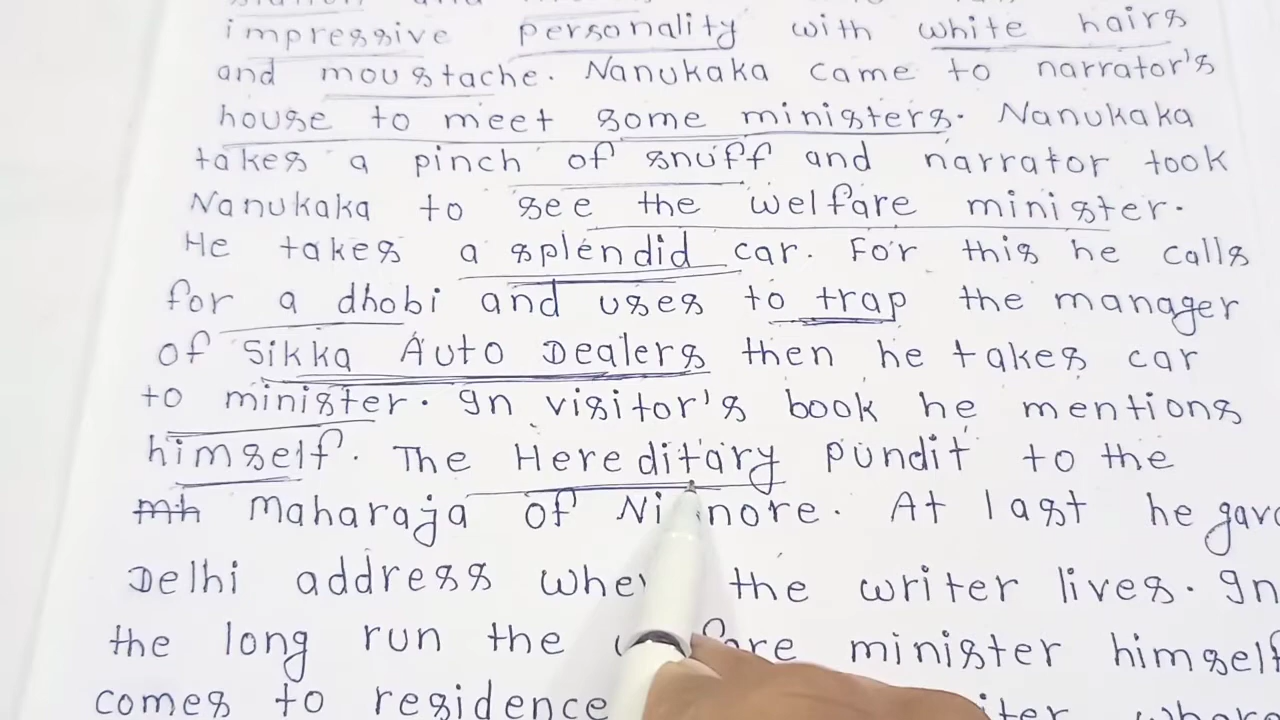 impressive personality with white hairs
and moustache. Nanukaka came to narrator's
house to meet some ministers. Nanukaka
takes a pinch of snuff and narrator took
Nanukaka to see the welfare minister.
He takes a splendid car. For this he calls
for a dhobi and uses to trap the manager
of Sikka Auto Dealers then he takes car
to minister. In visitor's book he mentions
himself. The Hereditary pundit to the
mh Maharaja of . At last he gave
Delhi address the writer lives. In
the long run the minister himself
comes to residence